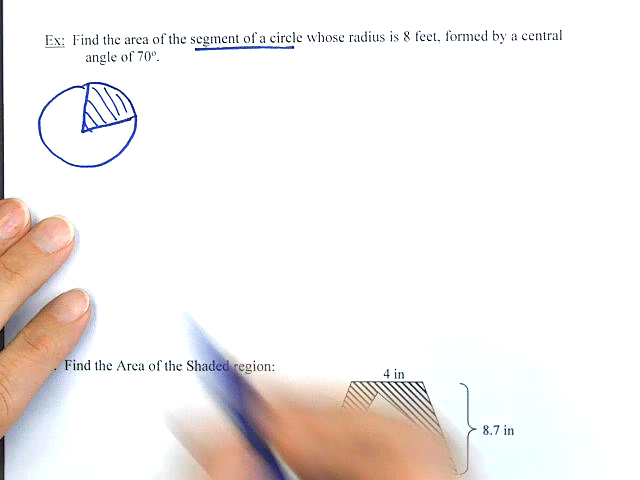 Ex: Find the area of the segment of a circle whose radius is 8 feet, formed by a central
angle of 70º.
. Find the Area of the Shaded region:
4 in
8.7 in